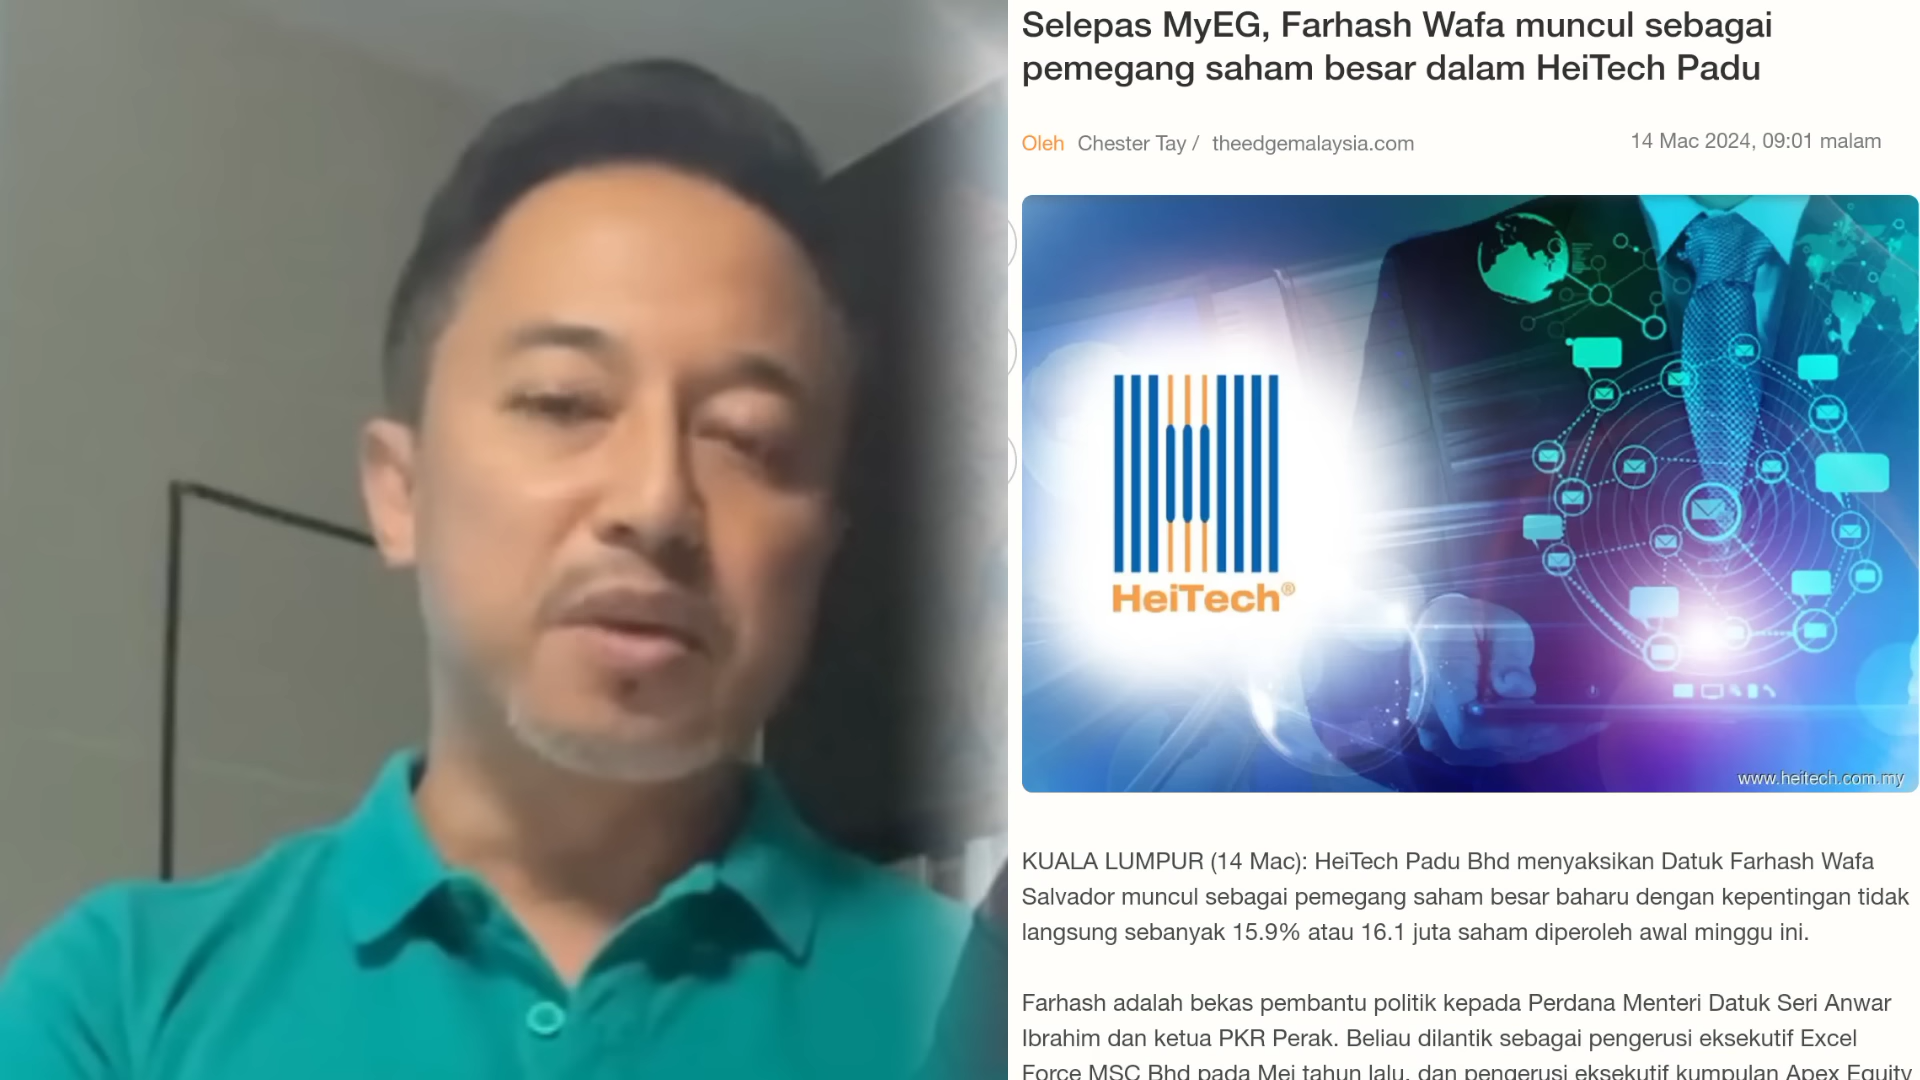 Selepas MyEG, Farhash Wafa muncul sebagai
pemegang saham besar dalam HeiTech Padu
Oleh Chester Tay / theedgemalaysia.com 14 Mac 2024, 09:01 malam
HeiTech®
www.heitech.com.my
KUALA LUMPUR (14 Mac): HeiTech Padu Bhd menyaksikan Datuk Farhash Wafa
Salvador muncul sebagai pemegang saham besar baharu dengan kepentingan tidak
langsung sebanyak 15.9% atau 16.1 juta saham diperoleh awal minggu ini.
Farhash adalah bekas pembantu politik kepada Perdana Menteri Datuk Seri Anwar
Ibrahim dan ketua PKR Perak. Beliau dilantik sebagai pengerusi eksekutif Excel
Force MSC Bhd pada Mei tahun lalu, dan pengerusi eksekutif kumpulan Apex Equity